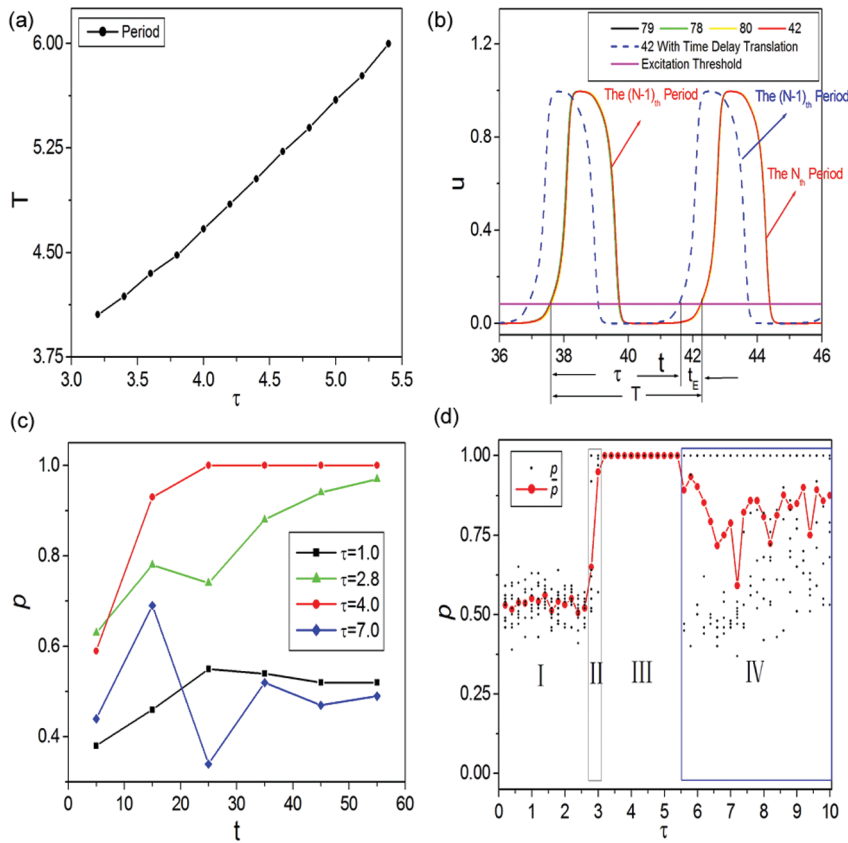 (a)
Period
6.00
5.25
4.50
3.75
T
3.0 3.5 4.0 4.5 5.0 5.5
τ
(b)
79 78 80 42
42 With Time Delay Translation
Excitation Threshold
1.2
0.8
0.4
0.0
u
The (N-1)th Period
The (N-1)th Period
The Nth Period
36 38 40 42 44 46
τ t tE
T
(c)
1.0
0.8
0.6
0.4
p
τ=1.0
τ=2.8
τ=4.0
τ=7.0
0 10 20 30 40 50 60
t
(d)
p
p̅
1.00
0.75
0.50
0.25
0.00
p
I II III IV
0 1 2 3 4 5 6 7 8 9 10
τ